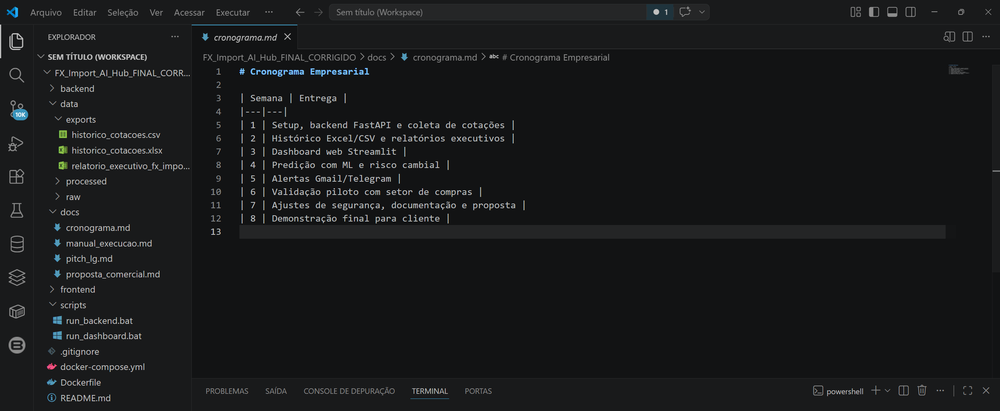 Arquivo Editar Seleção Ver Acessar Executar ··· Sem título (Workspace) 1
EXPLORADOR ···
SEM TÍTULO (WORKSPACE)
FX_Import_AI_Hub_FINAL_CORR...
backend
data
exports
historico_cotacoes.csv
historico_cotacoes.xlsx
relatorio_executivo_fx_impo...
processed
raw
docs
cronograma.md
manual_execucao.md
pitch_lg.md
proposta_comercial.md
frontend
scripts
run_backend.bat
run_dashboard.bat
.gitignore
docker-compose.yml
Dockerfile
README.md
10K
cronograma.md
FX_Import_AI_Hub_FINAL_CORRIGIDO > docs > cronograma.md > abc # Cronograma Empresarial
1 # Cronograma Empresarial
2
3 | Semana | Entrega |
4 |---|---|
5 | 1 | Setup, backend FastAPI e coleta de cotações |
6 | 2 | Histórico Excel/CSV e relatórios executivos |
7 | 3 | Dashboard web Streamlit |
8 | 4 | Predição com ML e risco cambial |
9 | 5 | Alertas Gmail/Telegram |
10 | 6 | Validação piloto com setor de compras |
11 | 7 | Ajustes de segurança, documentação e proposta |
12 | 8 | Demonstração final para cliente |
13
PROBLEMAS SAÍDA CONSOLE DE DEPURAÇÃO TERMINAL PORTAS powershell